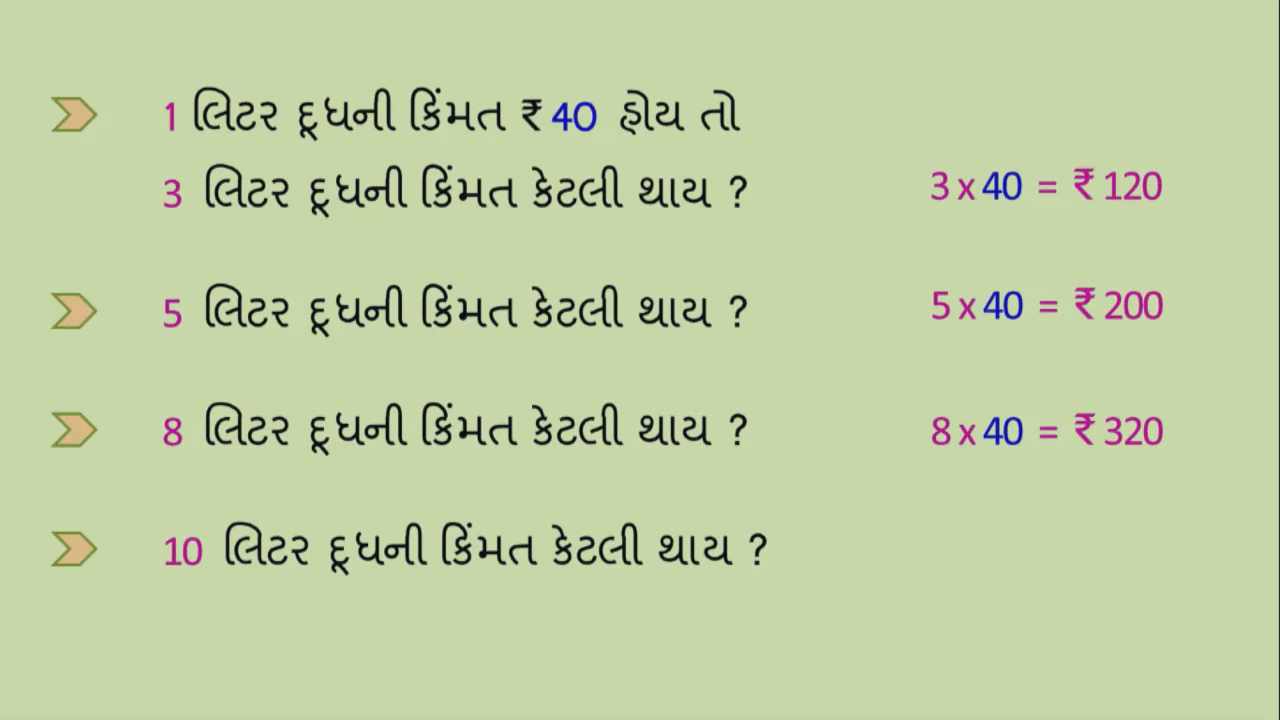 1 લિટર દૂધની કિંમત ₹ 40 હોય તો
3 લિટર દૂધની કિંમત કેટલી થાય ? 3 x 40 = ₹ 120
5 લિટર દૂધની કિંમત કેટલી થાય ? 5 x 40 = ₹ 200
8 લિટર દૂધની કિંમત કેટલી થાય ? 8 x 40 = ₹ 320
10 લિટર દૂધની કિંમત કેટલી થાય ?